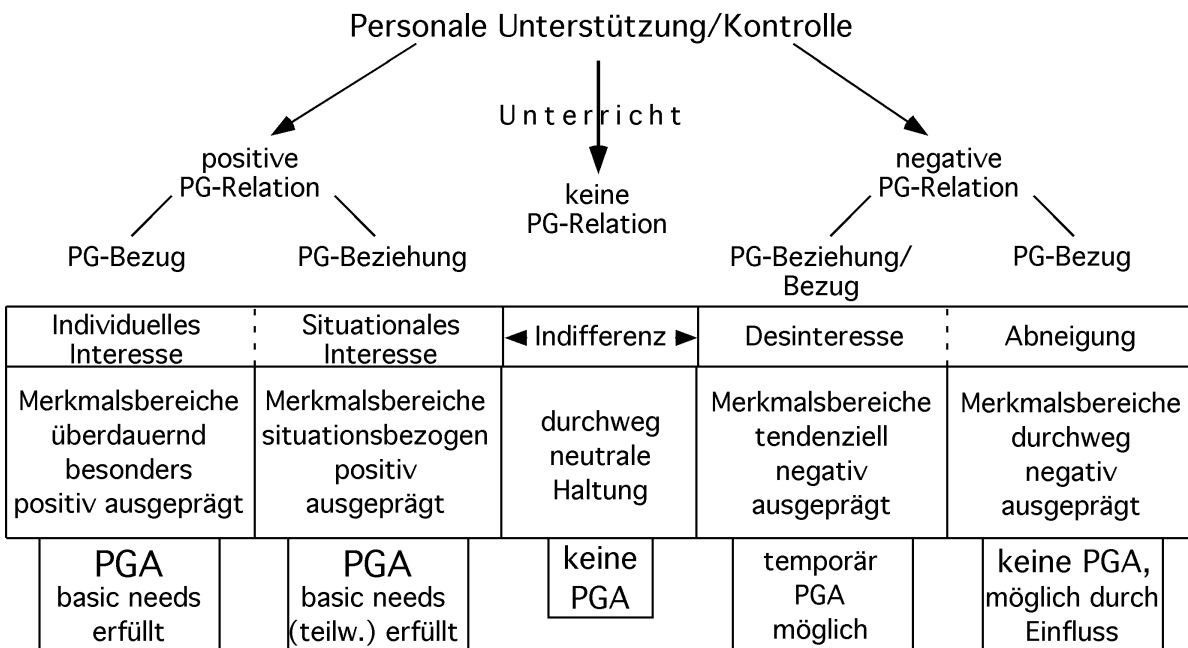 Personale Unterstützung/Kontrolle
Unterricht
positive
PG-Relation
keine
PG-Relation
negative
PG-Relation
PG-Bezug
PG-Beziehung
PG-Beziehung/
Bezug
PG-Bezug
Individuelles
Interesse
Situationales
Interesse
Indifferenz
Desinteresse
Abneigung
Merkmalsbereiche
überdauernd
besonders
positiv ausgeprägt
Merkmalsbereiche
situationsbezogen
positiv
ausgeprägt
durchweg
neutrale
Haltung
Merkmalsbereiche
tendenziell
negativ
ausgeprägt
Merkmalsbereiche
durchweg
negativ
ausgeprägt
PGA
basic needs
erfüllt
PGA
basic needs
(teilw.) erfüllt
keine
PGA
temporär
PGA
möglich
keine PGA,
möglich durch
Einfluss